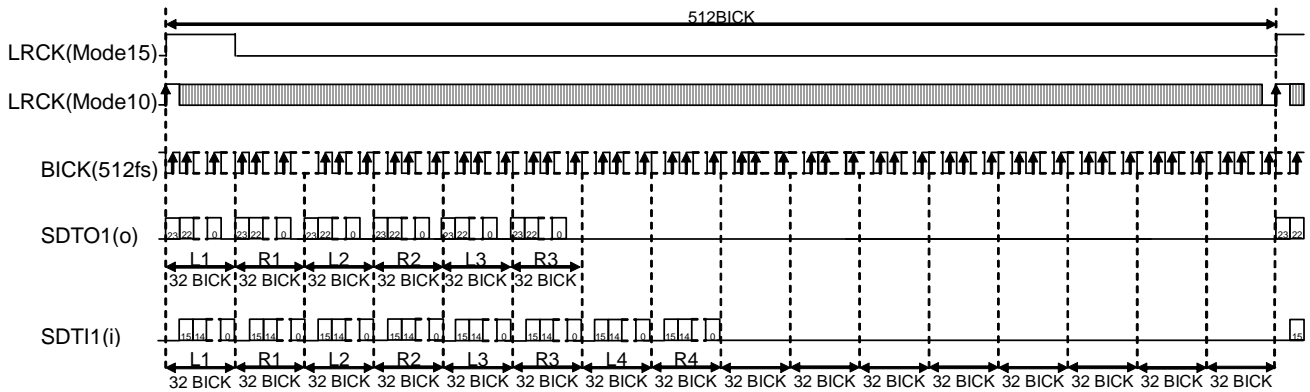 512BICK
LRCK(Mode15)
LRCK(Mode10)
BICK(512fs)
SDTO1(o)
23 22 0 23 22 0 23 22 0 23 22 0 23 22 0 23 22 0 23 22
L1 R1 L2 R2 L3 R3
32 BICK 32 BICK 32 BICK 32 BICK 32 BICK 32 BICK
SDTI1(i)
15 14 0 15 14 0 15 14 0 15 14 0 15 14 0 15 14 0 15 14 0 15 14 0 15
L1 R1 L2 R2 L3 R3 L4 R4
32 BICK 32 BICK 32 BICK 32 BICK 32 BICK 32 BICK 32 BICK 32 BICK 32 BICK 32 BICK 32 BICK 32 BICK 32 BICK 32 BICK 32 BICK 32 BICK